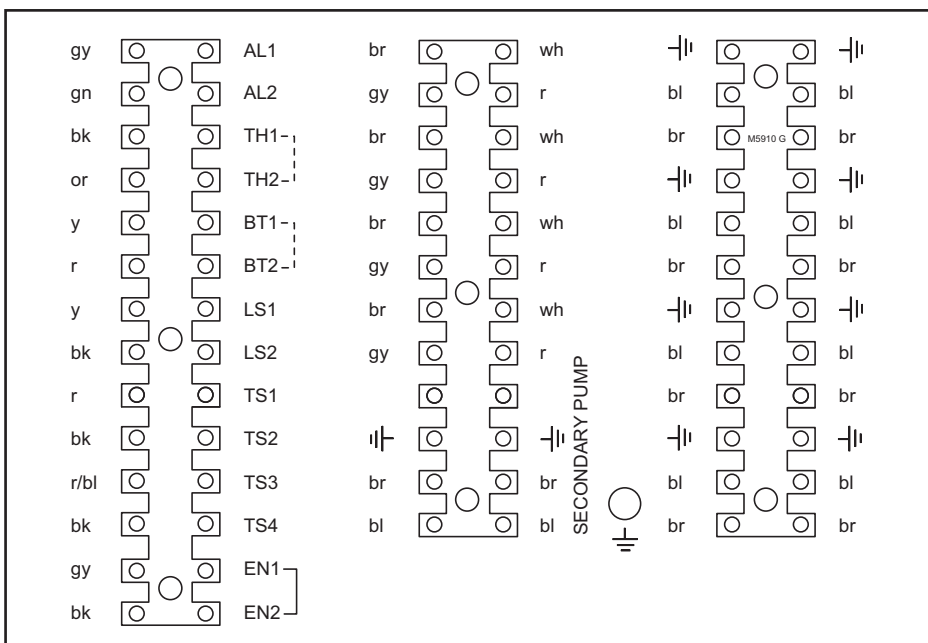 gy AL1 br wh
gn AL2 gy r bl bl
bk TH1 br wh br M5910 G br
or TH2 gy r
y BT1 br wh bl bl
r BT2 gy r br br
y LS1 br wh
bk LS2 gy r bl bl
r TS1 br br
bk TS2
r/bl TS3 br br bl bl
bk TS4 bl bl br br
SECONDARY PUMP
gy EN1
bk EN2